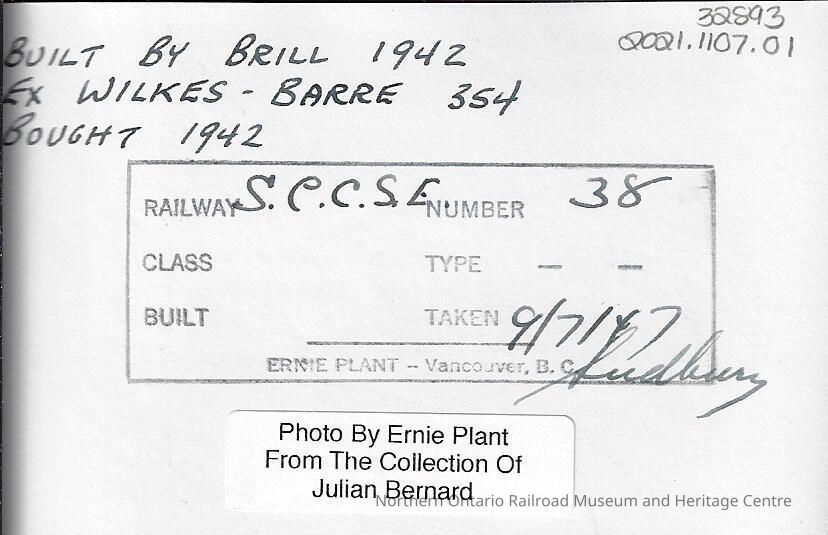 32893
2021.1107.01
BUILT BY BRILL 1942
EX WILKES-BARRE 354
BOUGHT 1942
RAILWAY S.C.C.S.E. NUMBER 38
CLASS TYPE – –
BUILT TAKEN 9/7/47
ERNIE PLANT -- Vancouver, B. C. Sudbury
Photo By Ernie Plant
From The Collection Of
Julian Bernard
Northern Ontario Railroad Museum and Heritage Centre